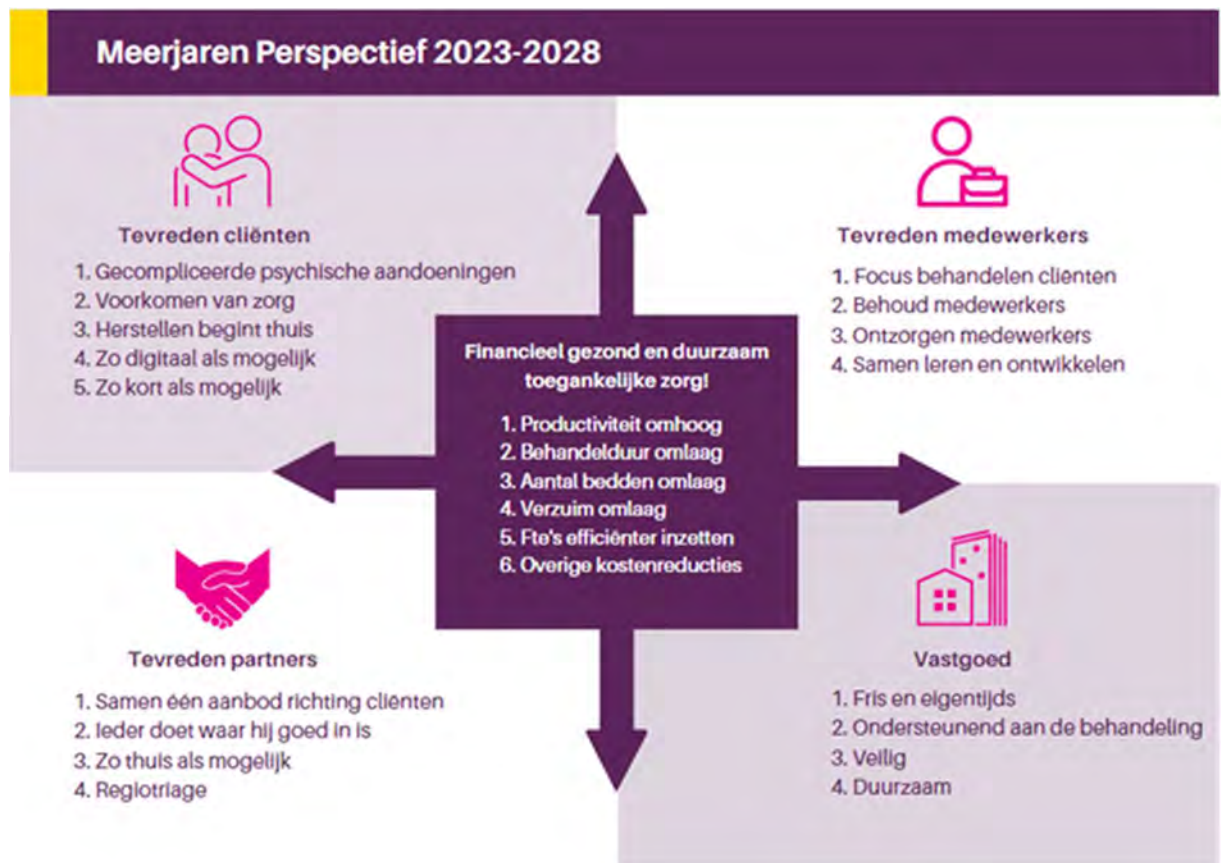 Meerjaren Perspectief 2023-2028
Tevreden cliënten
1. Gecompliceerde psychische aandoeningen
2. Voorkomen van zorg
3. Herstellen begint thuis
4. Zo digitaal als mogelijk
5. Zo kort als mogelijk
Tevreden medewerkers
1. Focus behandelen cliënten
2. Behoud medewerkers
3. Ontzorgen medewerkers
4. Samen leren en ontwikkelen
Financieel gezond en duurzaam
toegankelijke zorg!
1. Productiviteit omhoog
2. Behandelduur omlaag
3. Aantal bedden omlaag
4. Verzuim omlaag
5. Fte's efficiënter inzetten
6. Overige kostenreducties
Tevreden partners
1. Samen één aanbod richting cliënten
2. Ieder doet waar hij goed in is
3. Zo thuis als mogelijk
4. Regiotriage
Vastgoed
1. Fris en eigentijds
2. Ondersteunend aan de behandeling
3. Veilig
4. Duurzaam